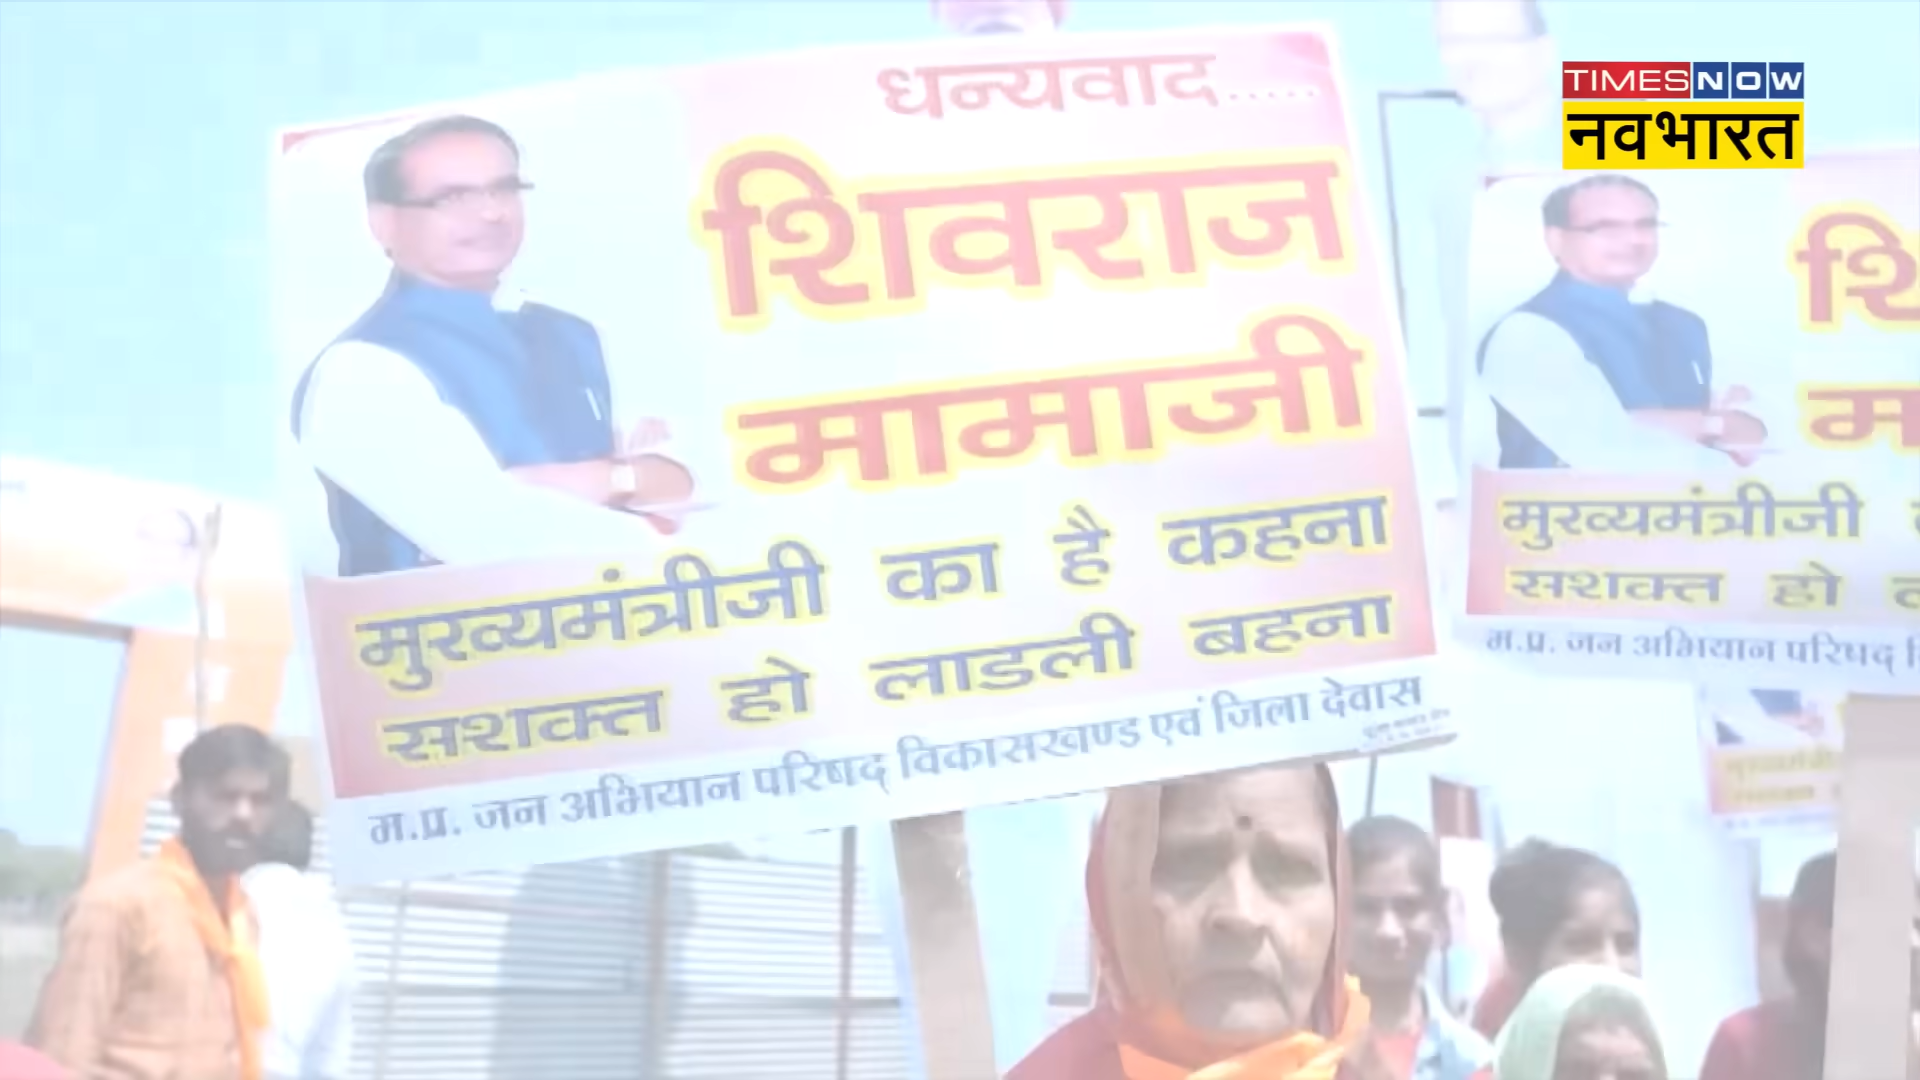 TIMES NOW
नवभारत
धन्यवाद.....
शिवराज
मामाजी
मुख्यमंत्रीजी का है कहना
सशक्त हो लाडली बहना
म.प्र. जन अभियान परिषद् विकासखण्ड एवं जिला देवास
शि
म
मुख्यमंत्रीजी
सशक्त हो
म.प्र. जन अभियान परिषद्